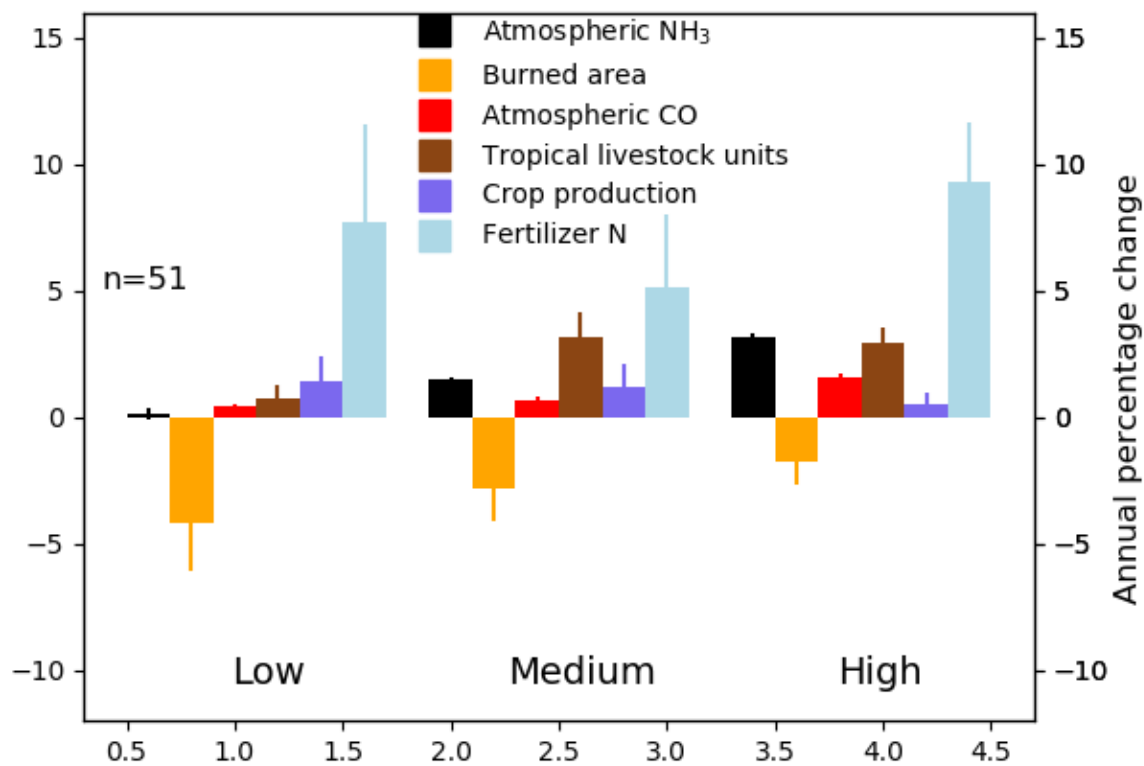 15
10
5
0
−5
−10
Atmospheric NH₃
Burned area
Atmospheric CO
Tropical livestock units
Crop production
Fertilizer N
n=51
Low
Medium
High
15
10
5
0
−5
−10
Annual percentage change
0.5 1.0 1.5 2.0 2.5 3.0 3.5 4.0 4.5